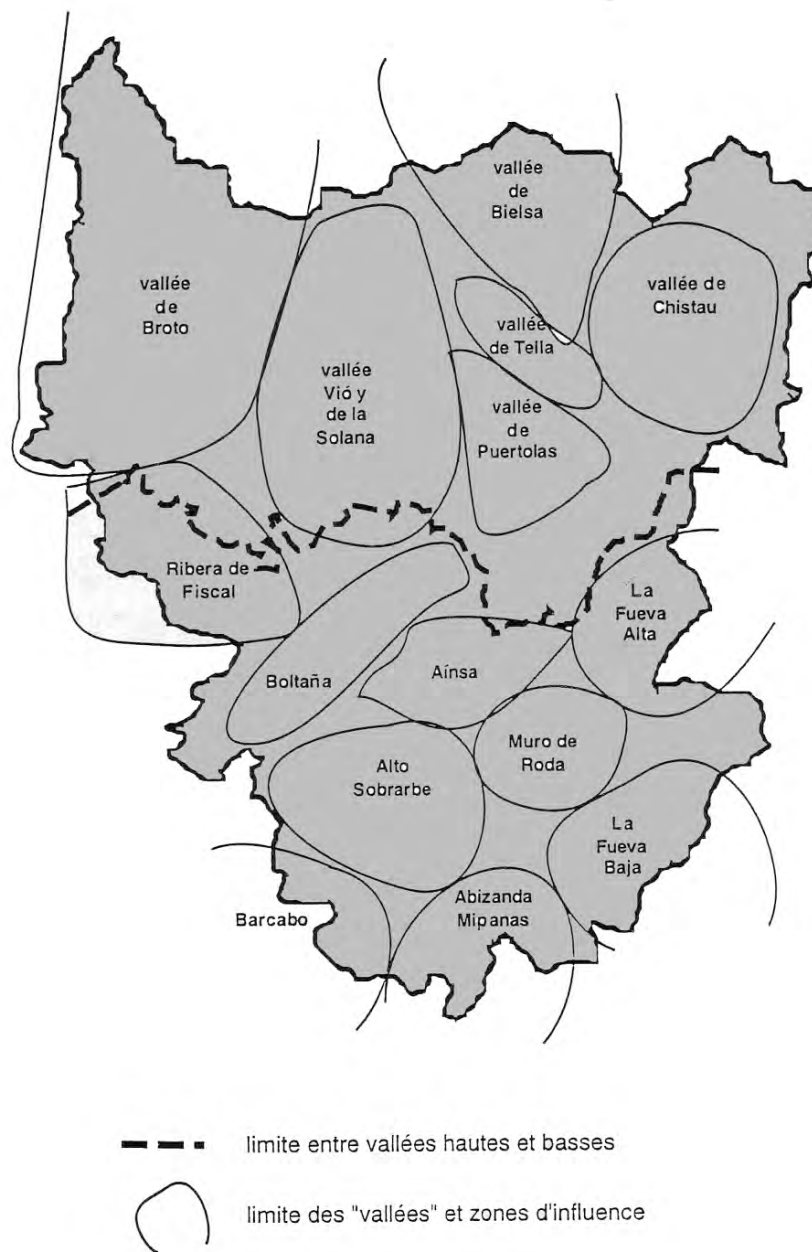 vallée
de
Bielsa
vallée
de
Broto
vallée de
Chistau
vallée
de Tella
vallée
Vió y
de la
Solana
vallée
de
Puertolas
Ribera de
Fiscal
La
Fueva
Alta
Boltaña
Aínsa
Muro de
Roda
Alto
Sobrarbe
La
Fueva
Baja
Abizanda
Mipanas
Barcabo
limite entre vallées hautes et basses
limite des "vallées" et zones d'influence